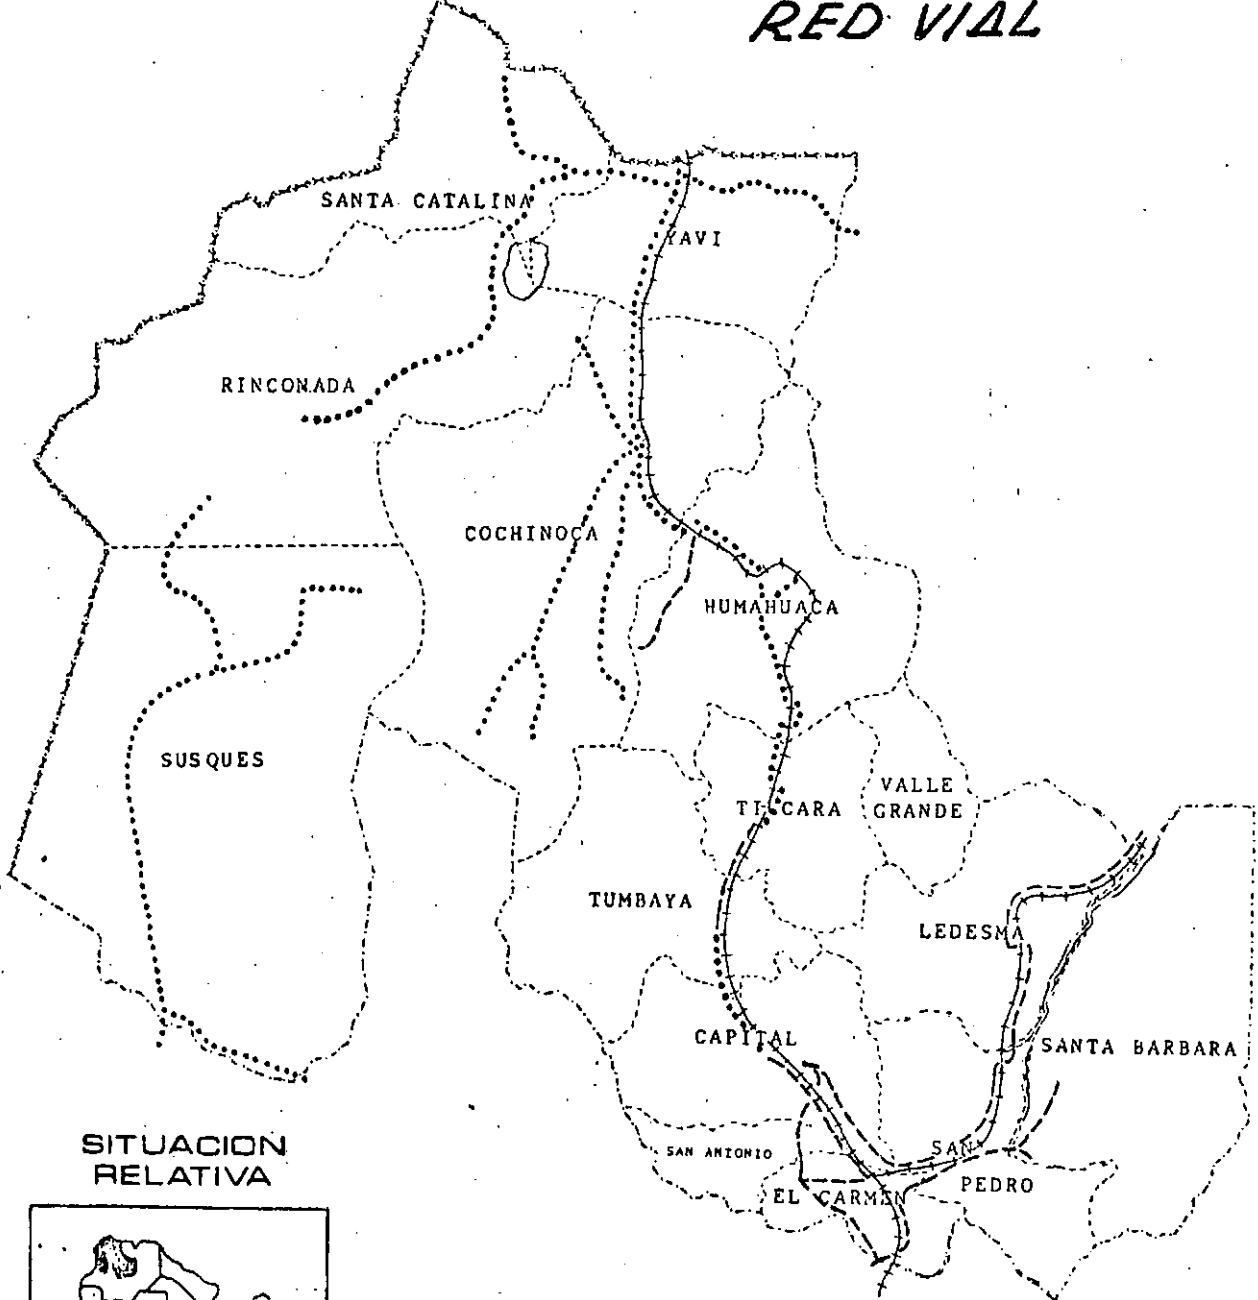 RED VIAL
SANTA CATALINA
YAVI
RINCONADA
COCHINOCA
HUMAHUACA
SUSQUES
VALLE
GRANDE
TILCARA
TUMBAYA
LEDESMA
CAPITAL
SANTA BARBARA
SAN ANTONIO
SAN
PEDRO
EL CARMEN
SITUACION
RELATIVA